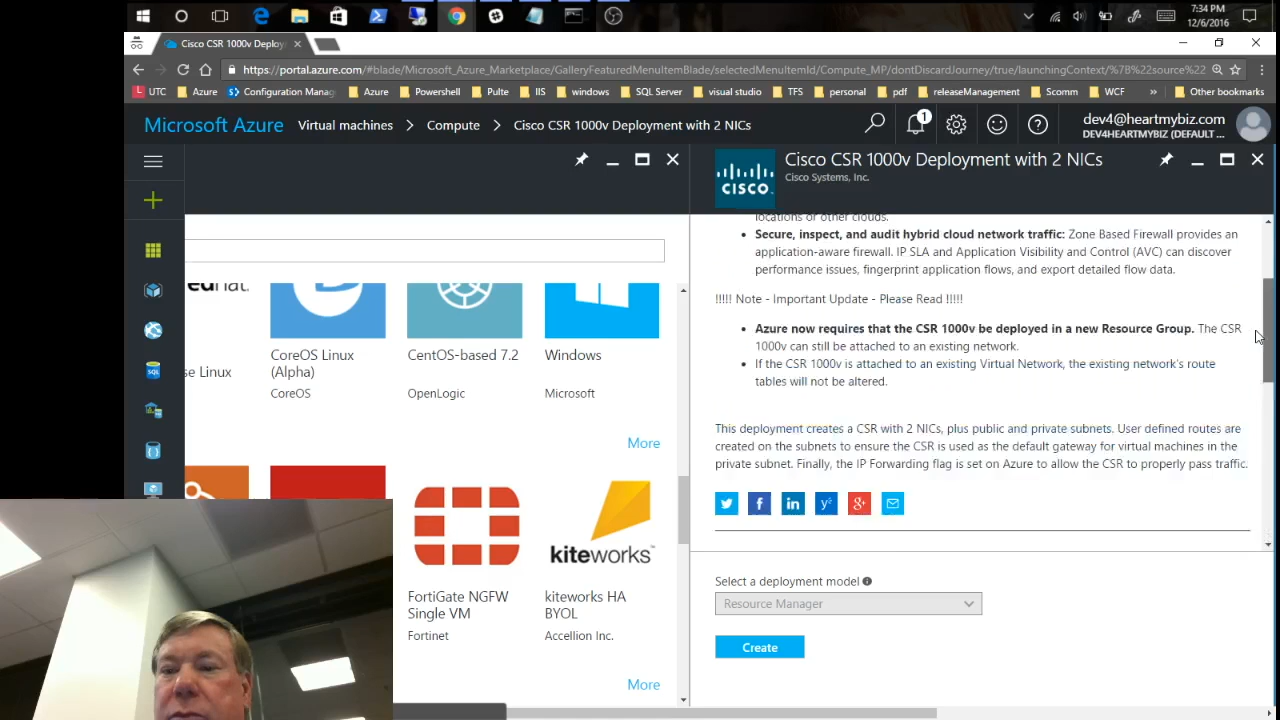 7:34 PM
12/6/2016
Cisco CSR 1000v Deploy
https://portal.azure.com/#blade/Microsoft_Azure_Marketplace/GalleryFeaturedMenuItemBlade/selectedMenuItemId/Compute_MP/dontDiscardJourney/true/launchingContext/%7B%22source%22
UTC Azure Configuration Manag Azure Powershell Pulte IIS windows SQL Server visual studio TFS personal pdf releaseManagement Scomm WCF » Other bookmarks
Microsoft Azure Virtual machines > Compute > Cisco CSR 1000v Deployment with 2 NICs
1
dev4@heartmybiz.com
DEV4HEARTMYBIZ (DEFAULT ...
CISCO
Cisco CSR 1000v Deployment with 2 NICs
Cisco Systems, Inc.
locations or other clouds.
• Secure, inspect, and audit hybrid cloud network traffic: Zone Based Firewall provides an
application-aware firewall. IP SLA and Application Visibility and Control (AVC) can discover
performance issues, fingerprint application flows, and export detailed flow data.
!!!!! Note - Important Update - Please Read !!!!!
• Azure now requires that the CSR 1000v be deployed in a new Resource Group. The CSR
1000v can still be attached to an existing network.
• If the CSR 1000v is attached to an existing Virtual Network, the existing network's route
tables will not be altered.
This deployment creates a CSR with 2 NICs, plus public and private subnets. User defined routes are
created on the subnets to ensure the CSR is used as the default gateway for virtual machines in the
private subnet. Finally, the IP Forwarding flag is set on Azure to allow the CSR to properly pass traffic.
Select a deployment model
Resource Manager
Create
se Linux
CoreOS Linux
(Alpha)
CoreOS
CentOS-based 7.2
OpenLogic
Windows
Microsoft
More
FortiGate NGFW
Single VM
Fortinet
kiteworks
kiteworks HA
BYOL
Accellion Inc.
More